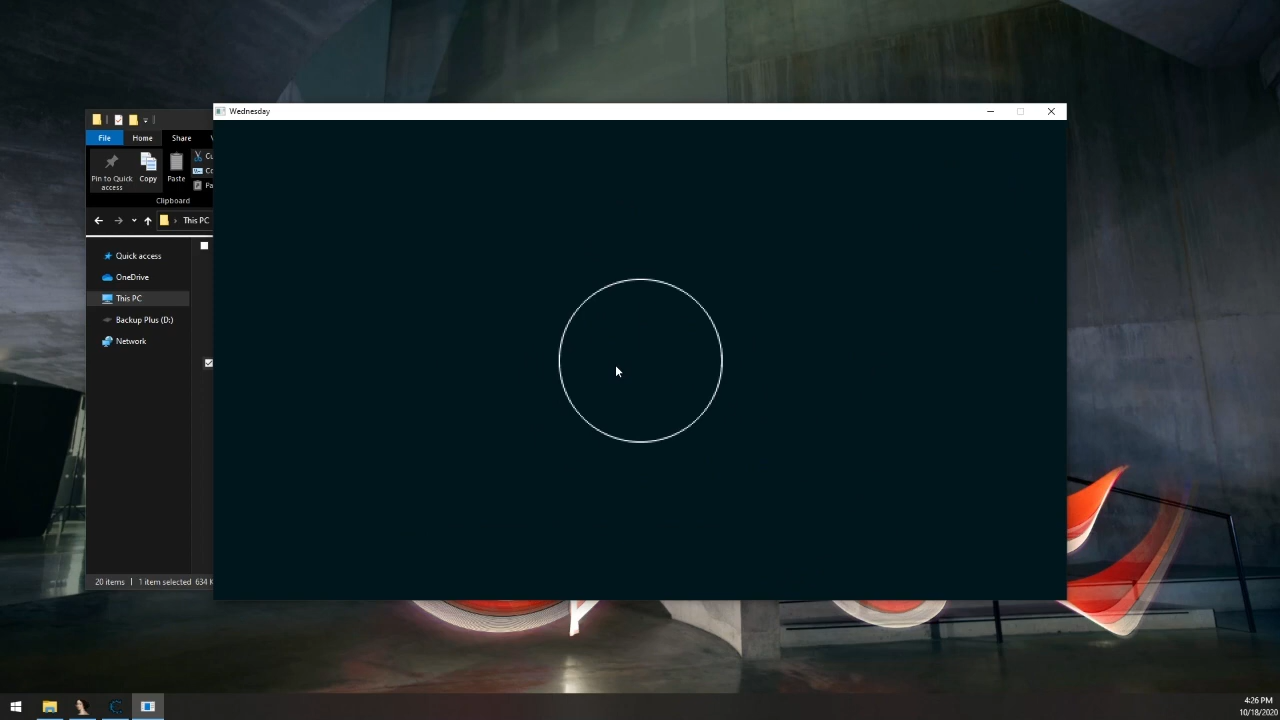 Wednesday
File Home Share
Pin to Quick
access
Copy
Paste
Clipboard
This PC
Quick access
OneDrive
This PC
Backup Plus (D:)
Network
20 items 1 item selected 634
4:26 PM
10/18/2020